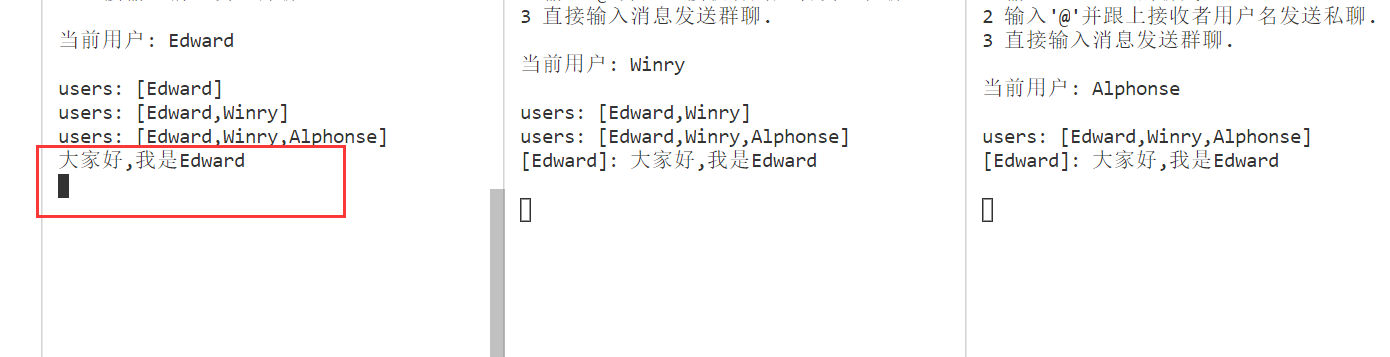 当前用户: Edward
users: [Edward]
users: [Edward,Winry]
users: [Edward,Winry,Alphonse]
大家好,我是Edward
3 直接输入消息发送群聊.
当前用户: Winry
users: [Edward,Winry]
users: [Edward,Winry,Alphonse]
[Edward]: 大家好,我是Edward
2 输入'@'并跟上接收者用户名发送私聊.
3 直接输入消息发送群聊.
当前用户: Alphonse
users: [Edward,Winry,Alphonse]
[Edward]: 大家好,我是Edward